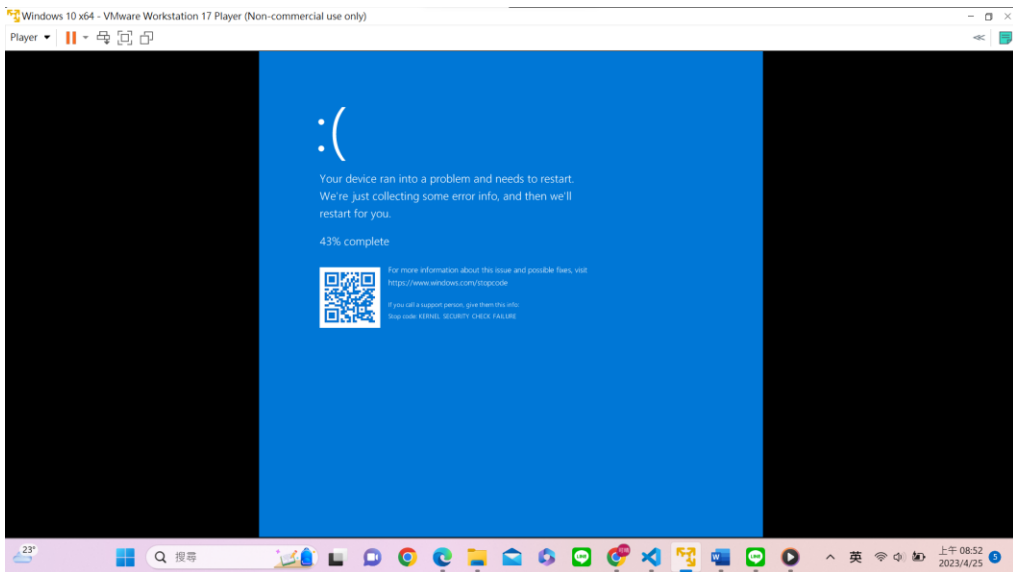 Windows 10 x64 - VMware Workstation 17 Player (Non-commercial use only)
Player
:(
Your device ran into a problem and needs to restart.
We're just collecting some error info, and then we'll
restart for you.
43% complete
For more information about this issue and possible fixes, visit
https://www.windows.com/stopcode
If you call a support person, give them this info:
Stop code: KERNEL SECURITY CHECK FAILURE
23°
搜尋
英
上午 08:52
2023/4/25
5